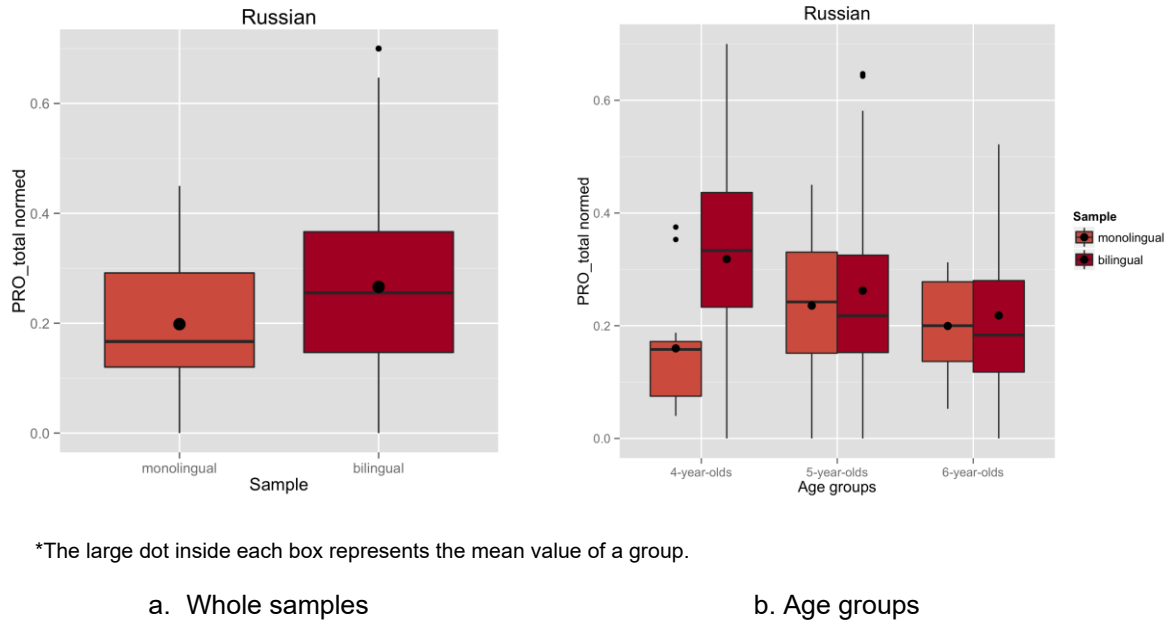 Russian
PRO_total normed
0.6
0.4
0.2
0.0
monolingual bilingual
Sample
Russian
PRO_total normed
0.6
0.4
0.2
0.0
4-year-olds 5-year-olds 6-year-olds
Age groups
Sample
monolingual
bilingual
*The large dot inside each box represents the mean value of a group.
a. Whole samples
b. Age groups